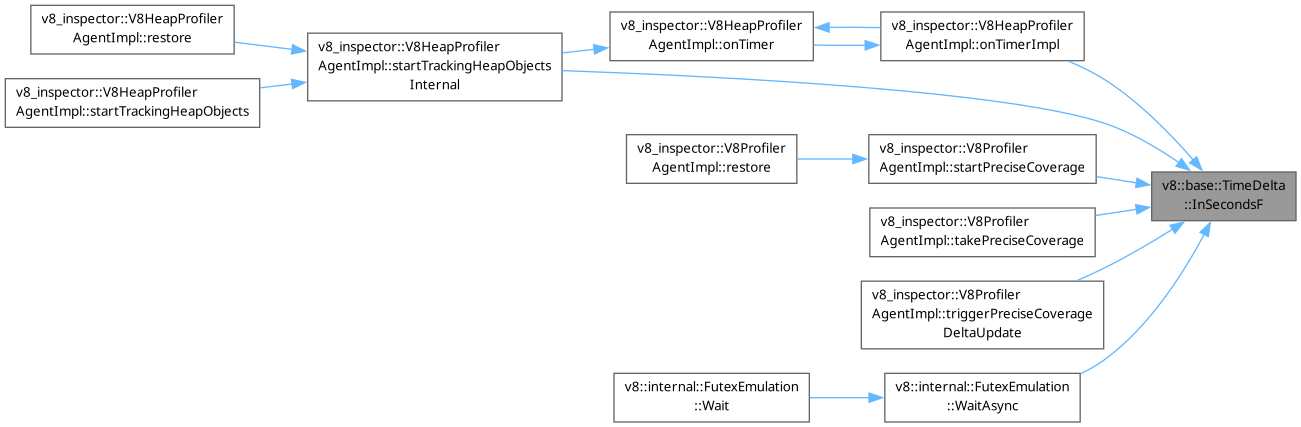 v8_inspector::V8HeapProfiler
AgentImpl::restore
v8_inspector::V8HeapProfiler
AgentImpl::startTrackingHeapObjects
v8_inspector::V8HeapProfiler
AgentImpl::startTrackingHeapObjects
Internal
v8_inspector::V8HeapProfiler
AgentImpl::onTimer
v8_inspector::V8HeapProfiler
AgentImpl::onTimerImpl
v8_inspector::V8Profiler
AgentImpl::restore
v8_inspector::V8Profiler
AgentImpl::startPreciseCoverage
v8::base::TimeDelta
::InSecondsF
v8_inspector::V8Profiler
AgentImpl::takePreciseCoverage
v8_inspector::V8Profiler
AgentImpl::triggerPreciseCoverage
DeltaUpdate
v8::internal::FutexEmulation
::Wait
v8::internal::FutexEmulation
::WaitAsync